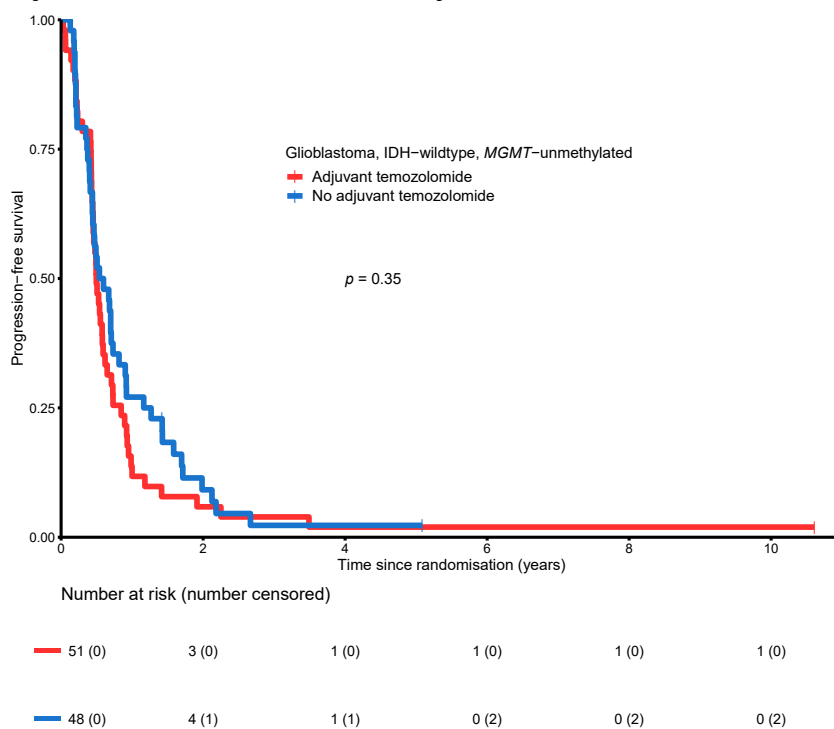 1.00
0.75
0.50
0.25
0.00
Progression−free survival
Glioblastoma, IDH−wildtype, MGMT−unmethylated
Adjuvant temozolomide
No adjuvant temozolomide
p = 0.35
0 2 4 6 8 10
Time since randomisation (years)
Number at risk (number censored)
51 (0) 3 (0) 1 (0) 1 (0) 1 (0) 1 (0)
48 (0) 4 (1) 1 (1) 0 (2) 0 (2) 0 (2)